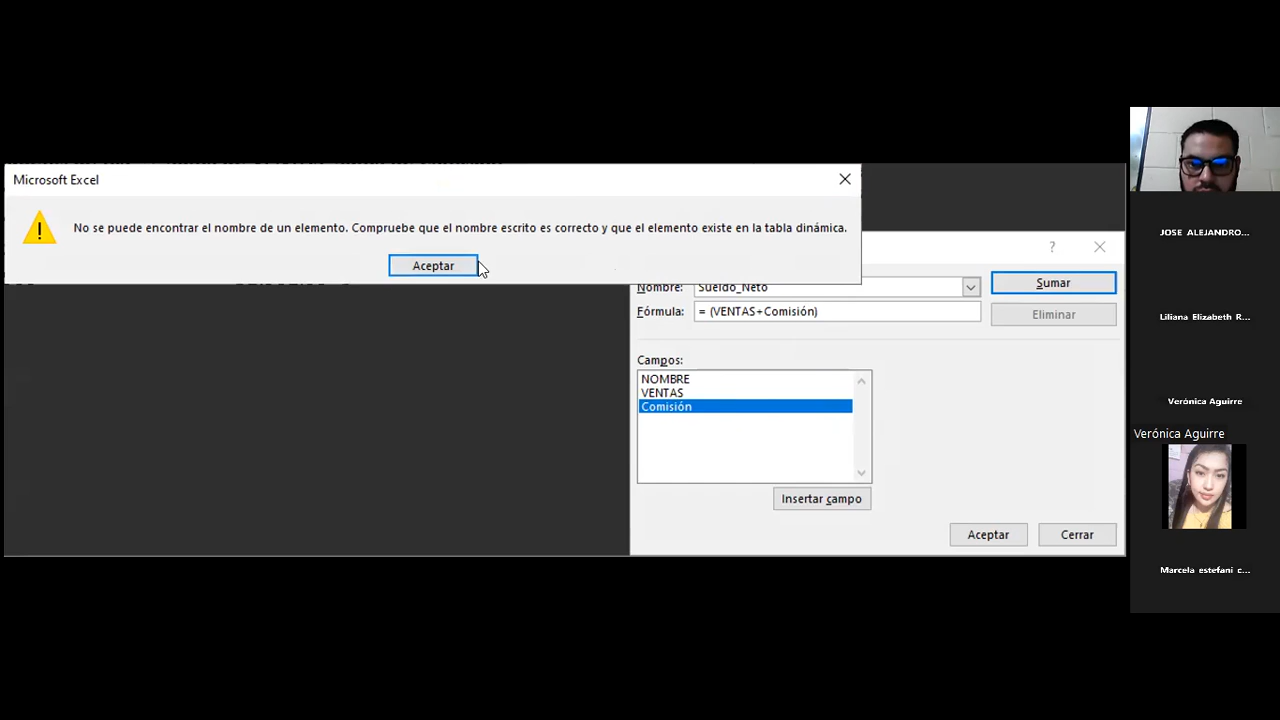 Microsoft Excel
No se puede encontrar el nombre de un elemento. Compruebe que el nombre escrito es correcto y que el elemento existe en la tabla dinámica.
Aceptar
?
Nombre:
Sueldo_Neto
Sumar
Fórmula:
= (VENTAS+Comisión)
Eliminar
Campos:
NOMBRE
VENTAS
Comisión
Insertar campo
Aceptar
Cerrar
JOSE ALEJANDRO...
Liliana Elizabeth R...
Verónica Aguirre
Verónica Aguirre
Marcela estefani c...